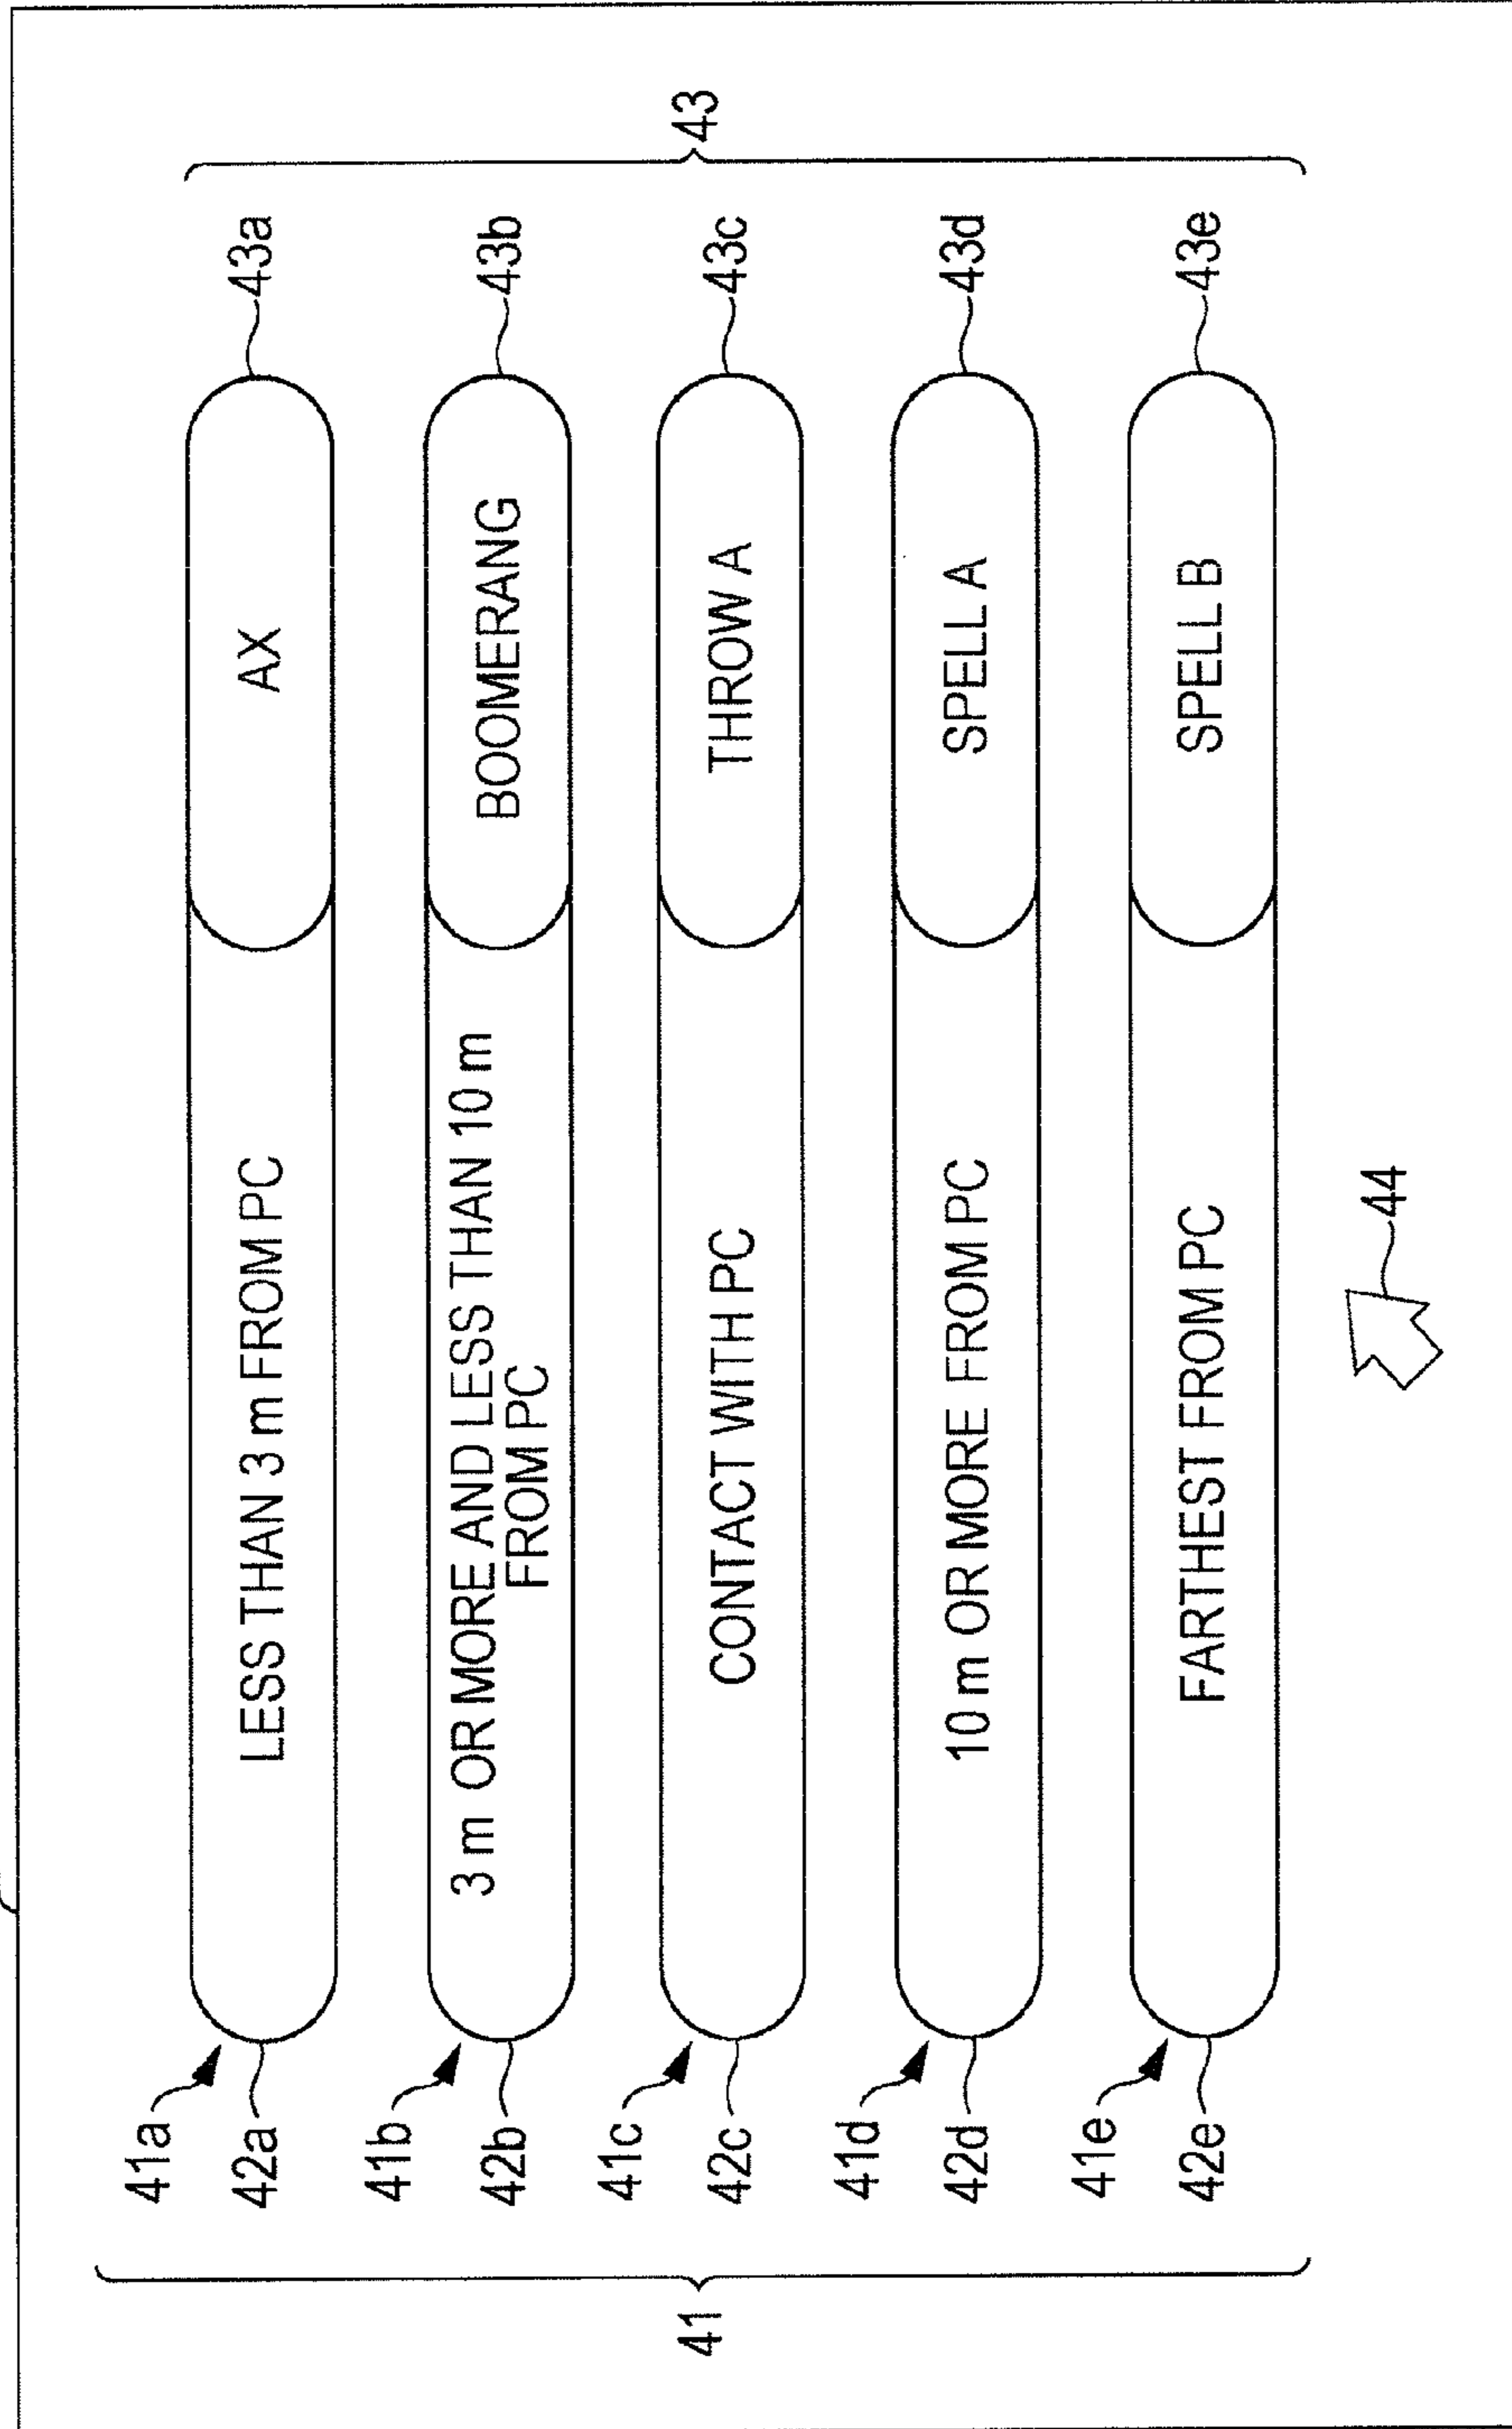 41
41a
42a
LESS THAN 3 m FROM PC
AX
43a
41b
42b
3 m OR MORE AND LESS THAN 10 m
FROM PC
BOOMERANG
43b
41c
42c
CONTACT WITH PC
THROW A
43c
41d
42d
10 m OR MORE FROM PC
SPELL A
43d
41e
42e
FARTHEST FROM PC
SPELL B
43e
43
44